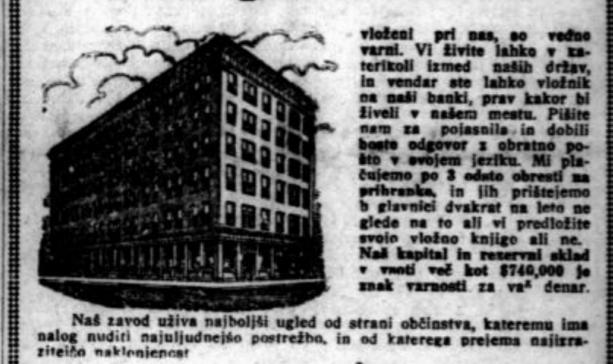 vloženi pri nas, so vedno
varni. Vi živite lahko v ka-
terikoli izmed naših držav,
in vendar ste lahko vložnik
na naši banki, prav kakor bi
živeli v našem mestu. Pišite
nam za pojasnila in dobili
boste odgovor z obratno po-
što v svojem jeziku. Mi pla-
čujemo po 3 odsto obresti na
prihranke, in jih prištejemo
b glavnici dvakrat na leto ne
glede na to ali vi predložite
svojo vložno knjigo ali ne.
Naš kapital in rezervni sklad
v vsoti več kot $740,000 je
znak varnosti za vaš denar.
Naš zavod uživa najboljši ugled od strani občinstva, kateremu ima
nalog nuditi najuljudnejšo postrežbo, in od katerega prejema najizra-
zitejšo naklonjenost